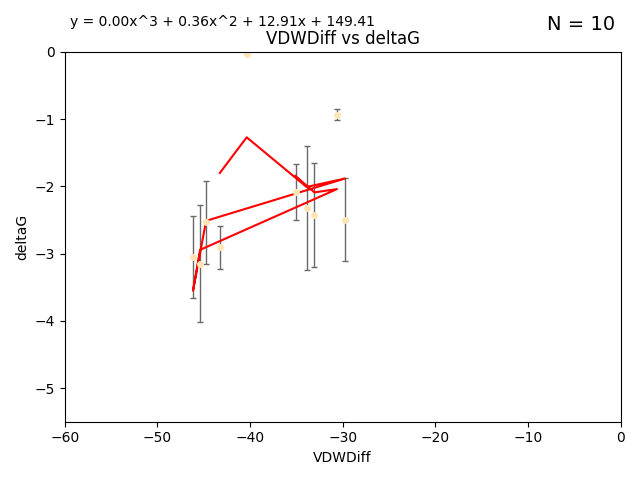 y = 0.00x^3 + 0.36x^2 + 12.91x + 149.41
N = 10
VDWDiff vs deltaG
0
−1
−2
−3
−4
−5
deltaG
−60 −50 −40 −30 −20 −10 0
VDWDiff